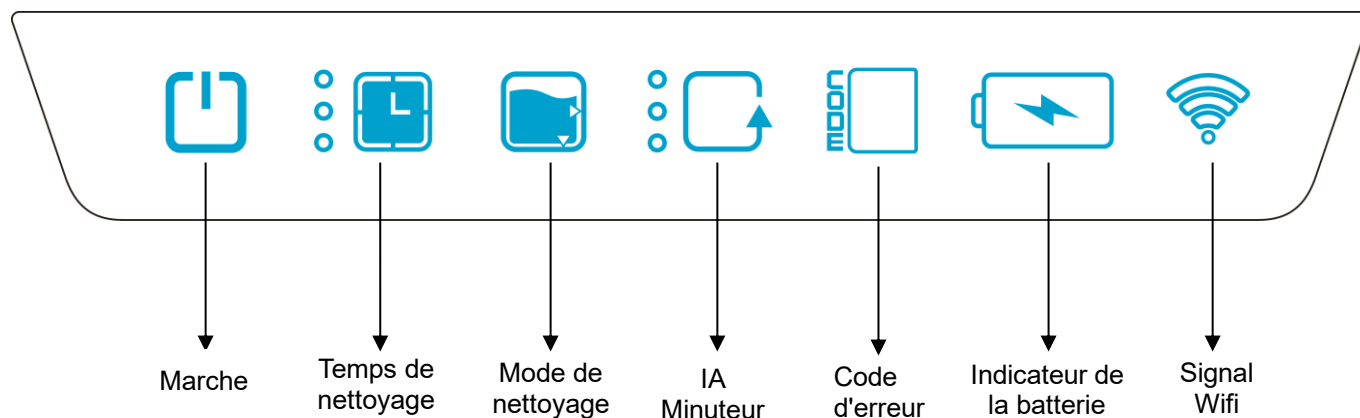 CODE
Marche
Temps de
nettoyage
Mode de
nettoyage
IA
Minuteur
Code
d'erreur
Indicateur de
la batterie
Signal
Wifi